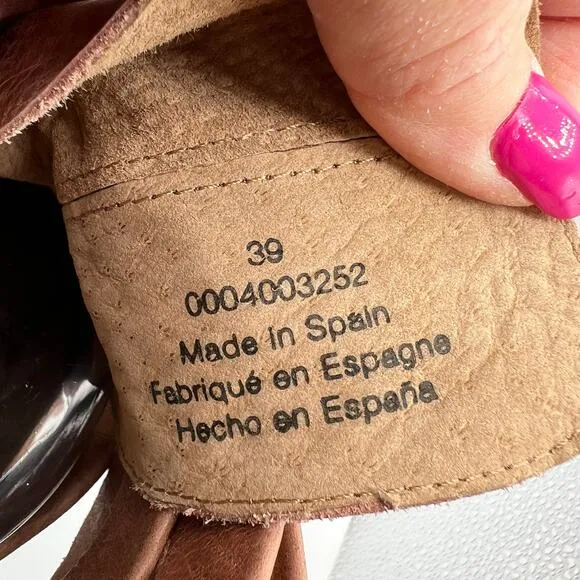 39
0004003252
Made in Spain
Fabriqué en Espagne
Hecho en España